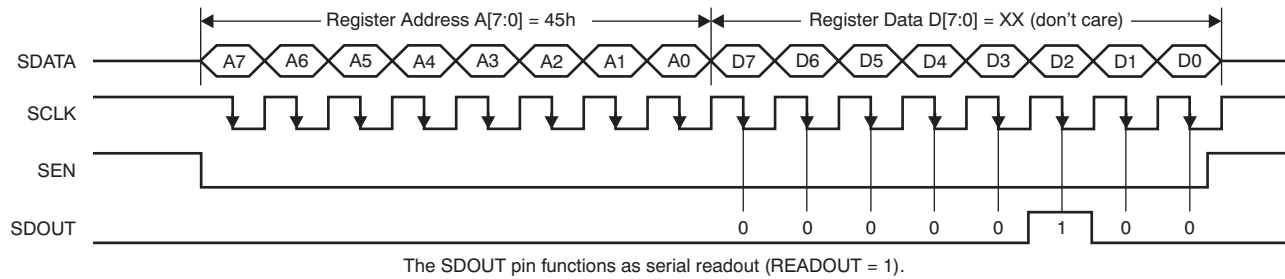 Register Address A[7:0] = 45h Register Data D[7:0] = XX (don't care)
SDATA A7 A6 A5 A4 A3 A2 A1 A0 D7 D6 D5 D4 D3 D2 D1 D0
SCLK
SEN
SDOUT 0 0 0 0 0 1 0 0
The SDOUT pin functions as serial readout (READOUT = 1).